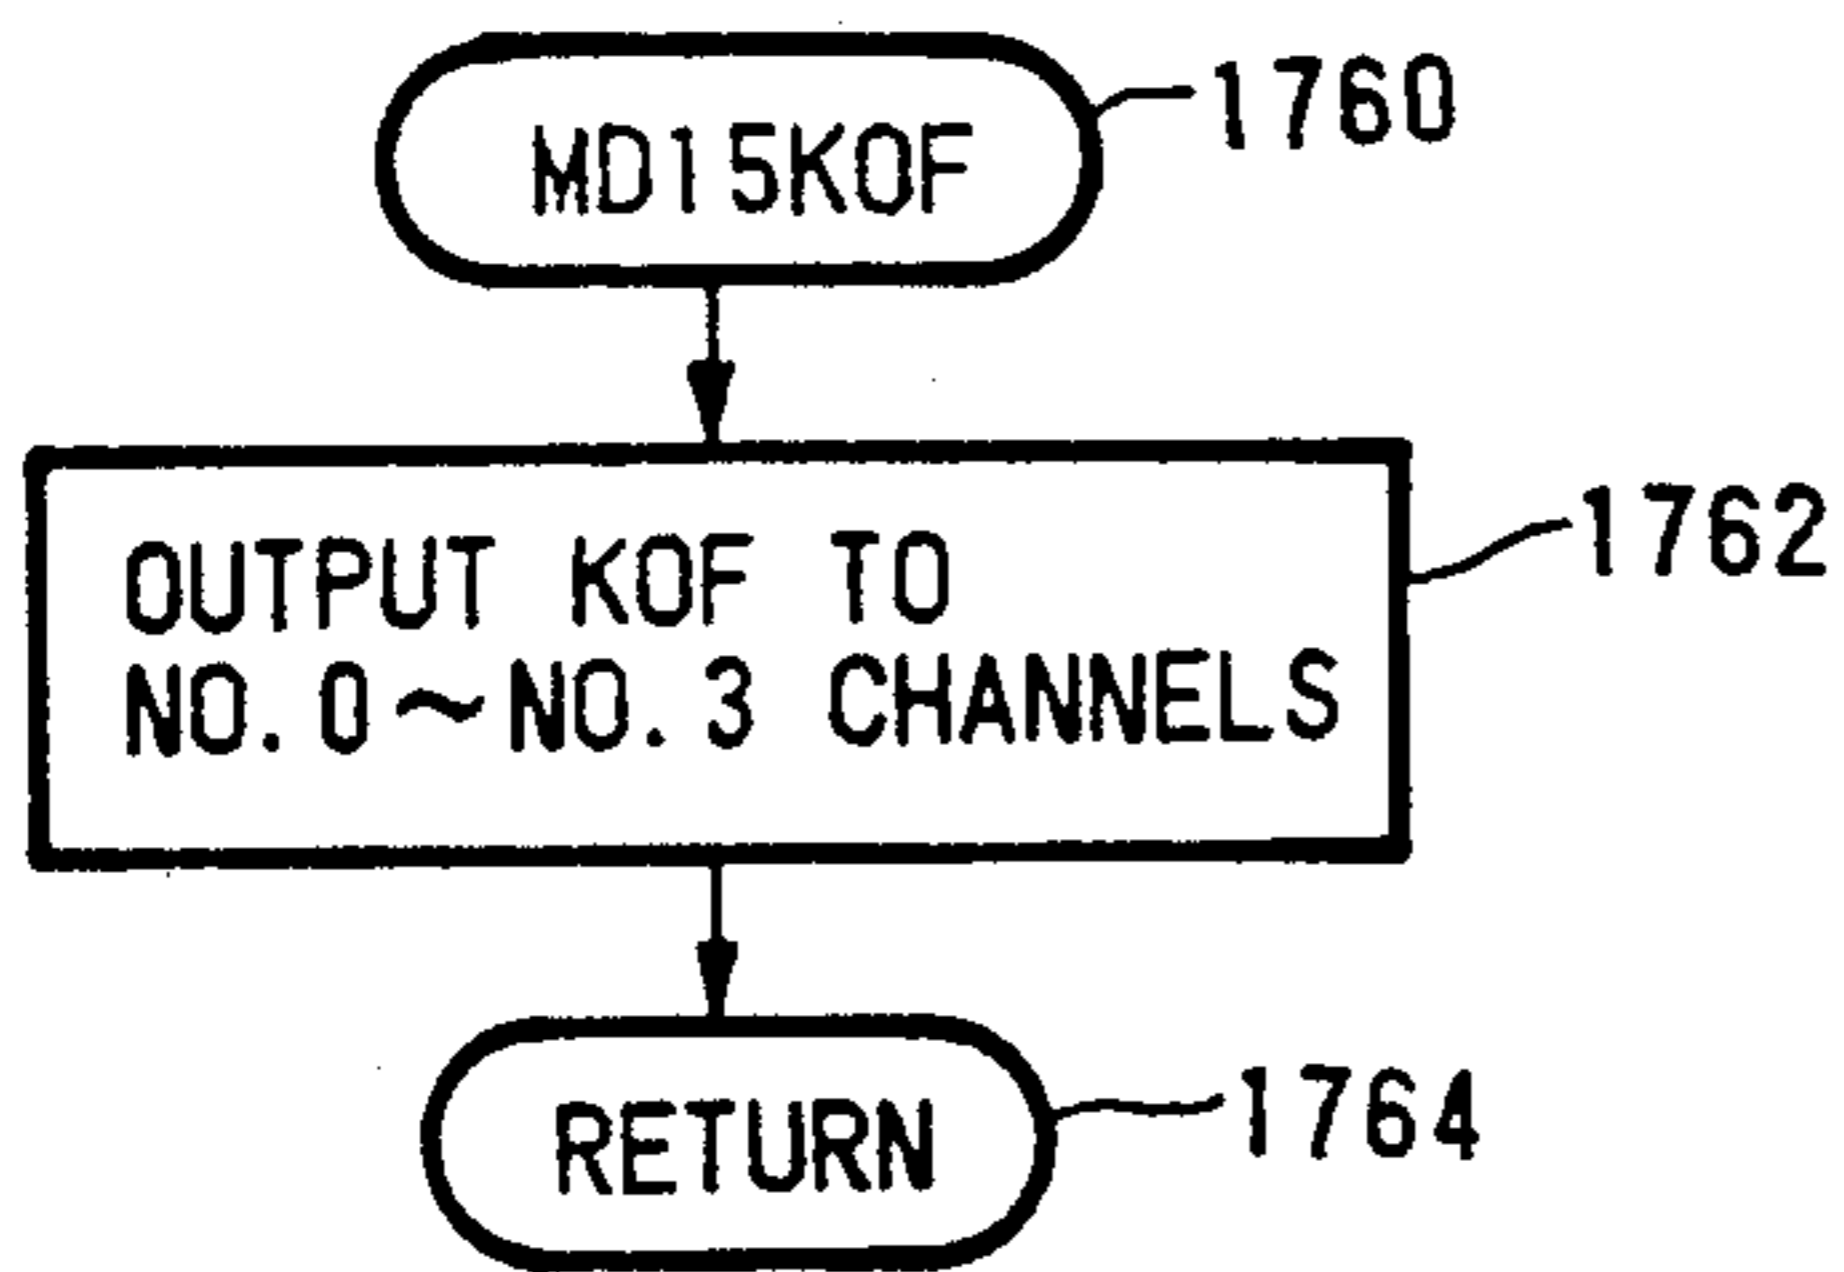 MD15KOF
1760
OUTPUT KOF TO
NO.0~NO.3 CHANNELS
1762
RETURN
1764